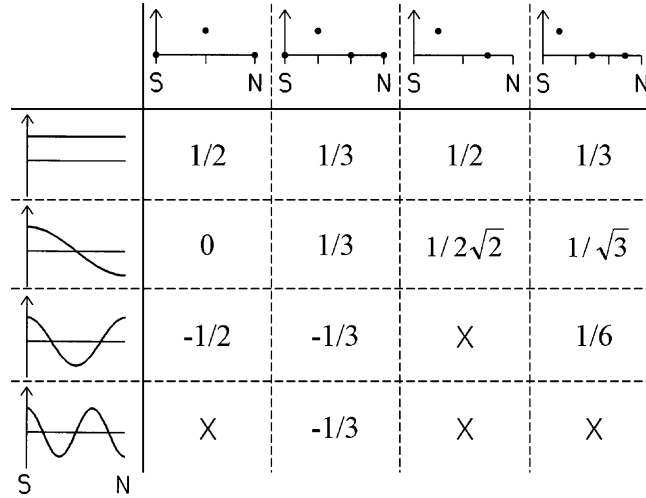 S N S N S N S N
1/2 1/3 1/2 1/3
0 1/3 1/2√2 1/√3
-1/2 -1/3 X 1/6
X -1/3 X X
S N